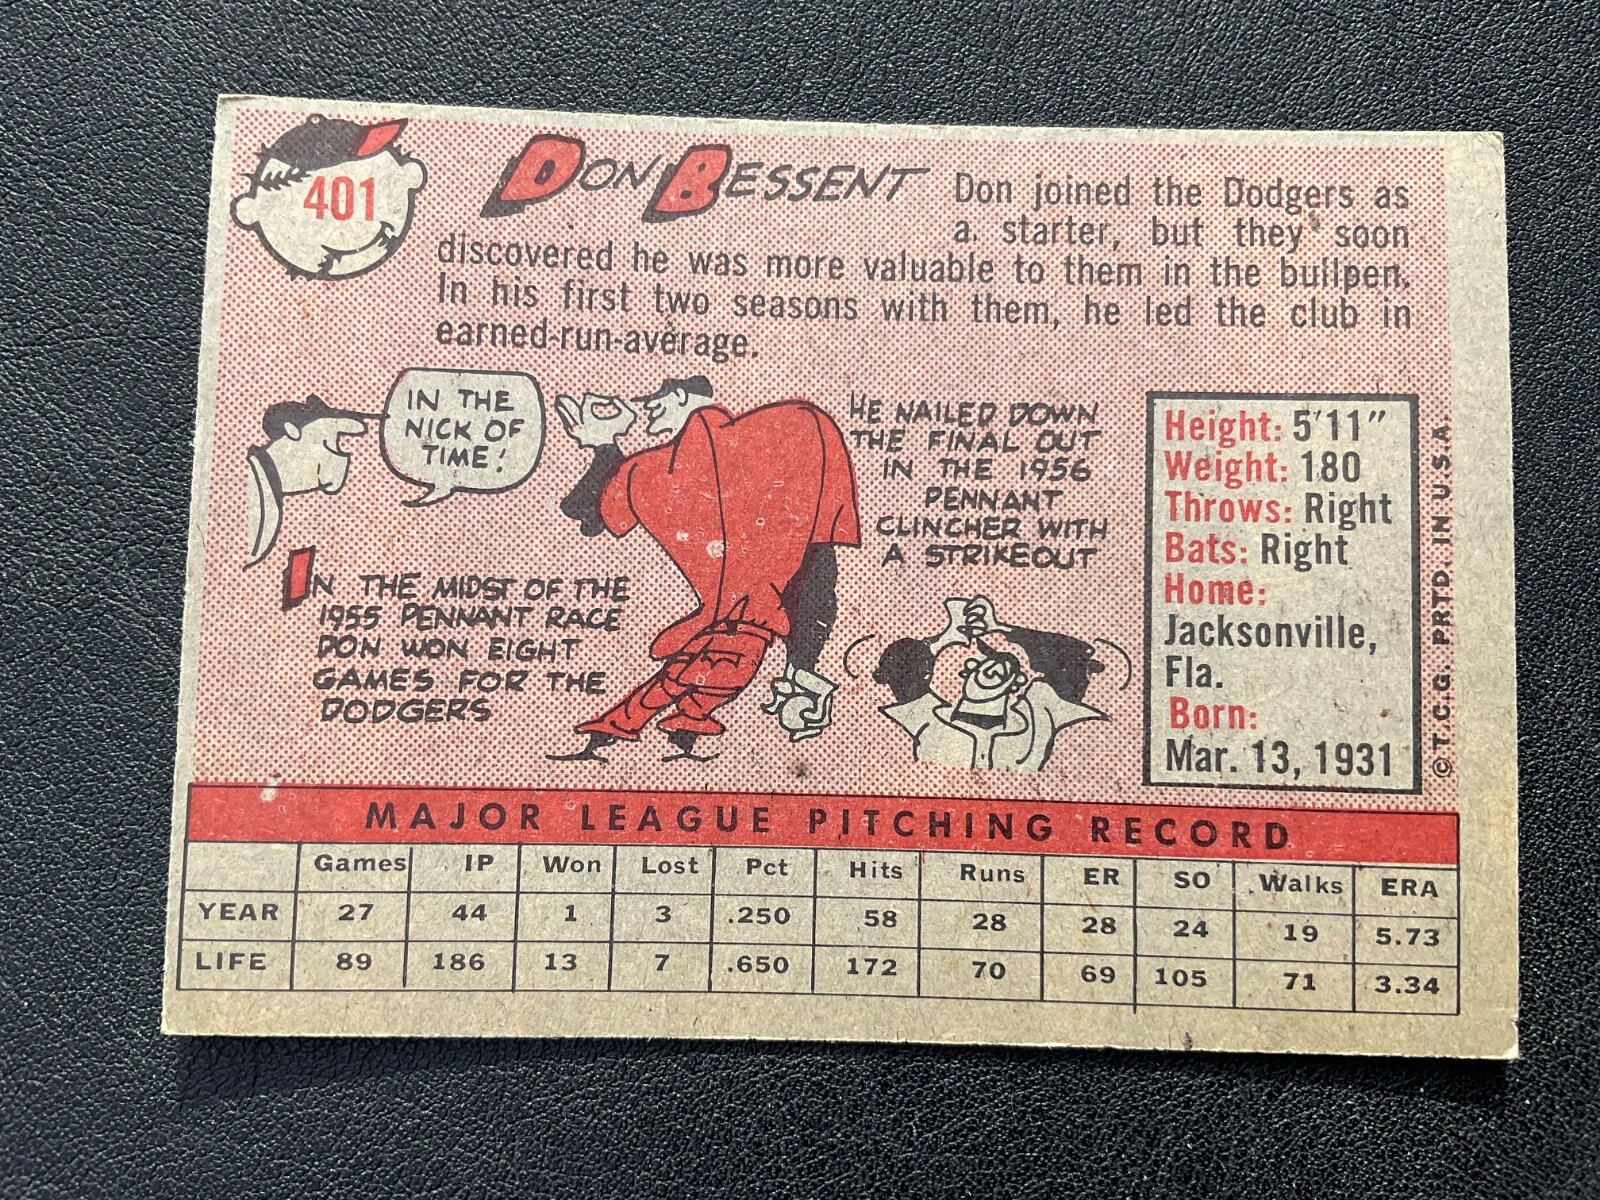 401
DON BESSENT
Don joined the Dodgers as
a starter, but they soon
discovered he was more valuable to them in the bullpen.
In his first two seasons with them, he led the club in
earned-run-average.
IN THE
NICK OF
TIME!
IN THE MIDST OF THE
1955 PENNANT RACE
DON WON EIGHT
GAMES FOR THE
DODGERS
HE NAILED DOWN
THE FINAL OUT
IN THE 1956
PENNANT
CLINCHER WITH
A STRIKEOUT
Height: 5'11"
Weight: 180
Throws: Right
Bats: Right
Home:
Jacksonville,
Fla.
Born:
Mar. 13, 1931
© T.C.G. PRTD. IN U.S.A.
MAJOR LEAGUE PITCHING RECORD
Games IP Won Lost Pct Hits Runs ER SO Walks ERA
YEAR 27 44 1 3 .250 58 28 28 24 19 5.73
LIFE 89 186 13 7 .650 172 70 69 105 71 3.34